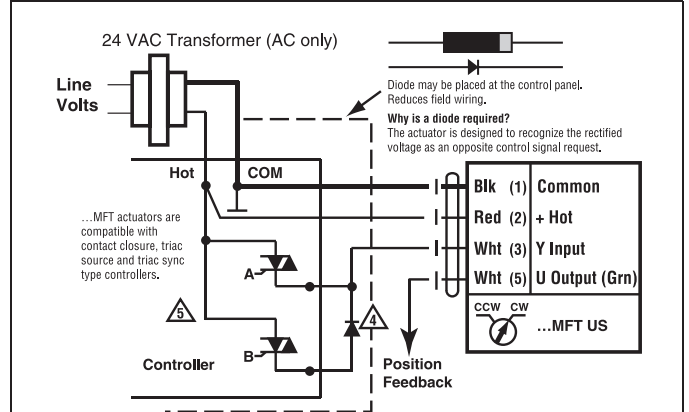 24 VAC Transformer (AC only)
Line
Volts
Diode may be placed at the control panel.
Reduces field wiring.
Why is a diode required?
The actuator is designed to recognize the rectified
voltage as an opposite control signal request.
Hot
COM
Blk (1) Common
Red (2) + Hot
Wht (3) Y Input
Wht (5) U Output (Grn)
...MFT actuators are
compatible with
contact closure, triac
source and triac sync
type controllers.
A
5
4
CCW CW
...MFT US
B
Controller
Position
Feedback